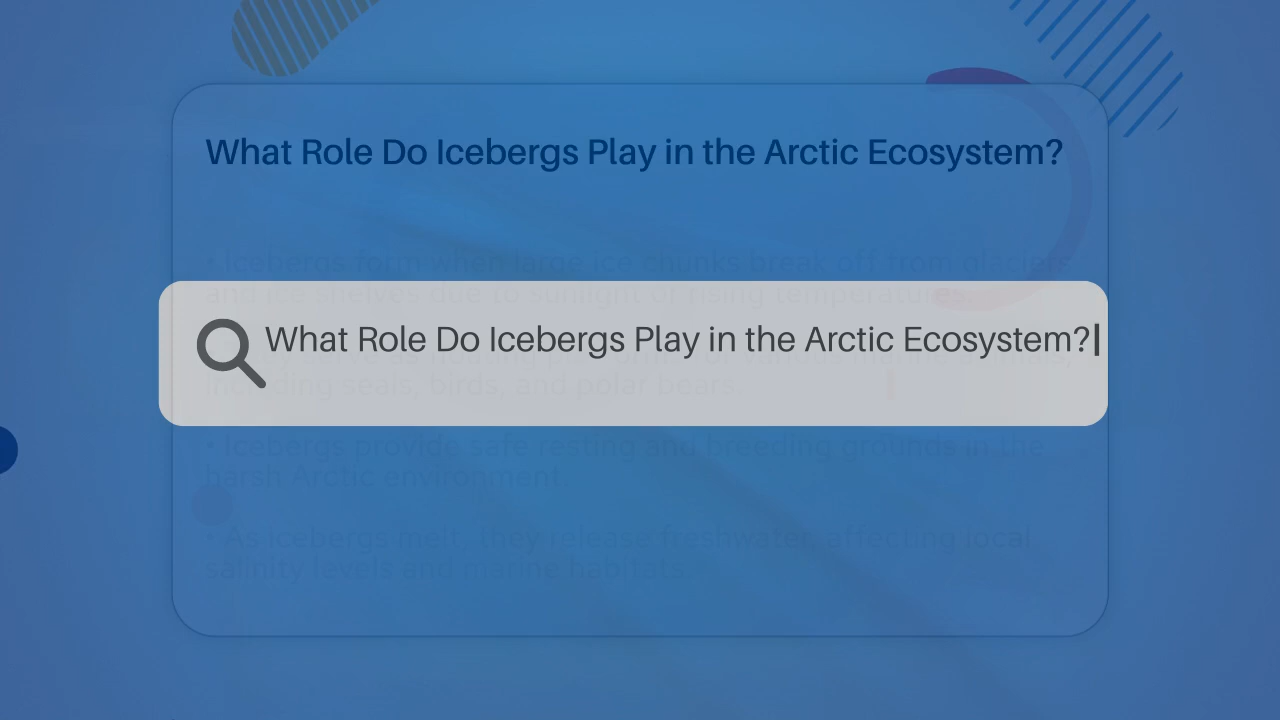 What Role Do Icebergs Play in the Arctic Ecosystem?
• Icebergs form when large ice chunks break off from glaciers
and ice shelves due to sunlight or rising temperatures.
What Role Do Icebergs Play in the Arctic Ecosystem?
including seals, birds, and polar bears.
• Icebergs provide safe resting and breeding grounds in the
harsh Arctic environment.
• As icebergs melt, they release freshwater, affecting local
salinity levels and marine habitats.